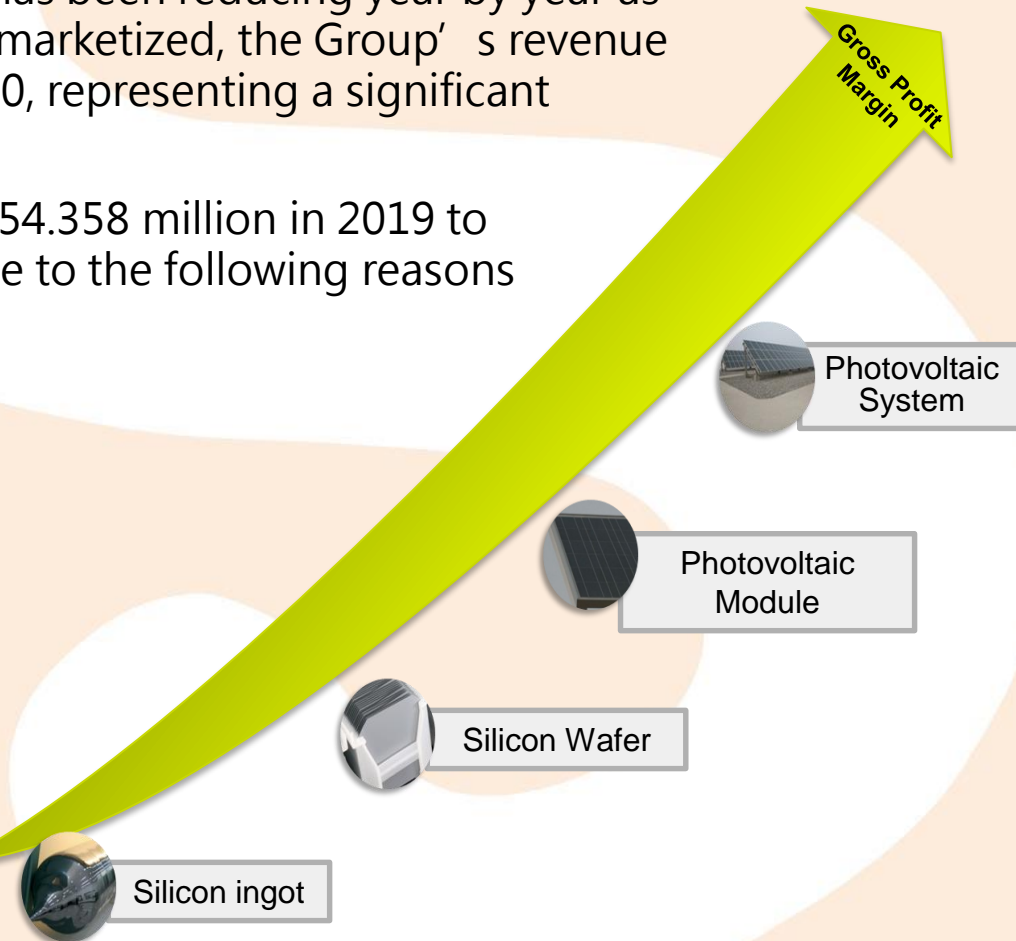 has been reducing year by year as
marketized, the Group’s revenue
0, representing a significant
54.358 million in 2019 to
e to the following reasons
Gross Profit
Margin
Photovoltaic
System
Photovoltaic
Module
Silicon Wafer
Silicon ingot